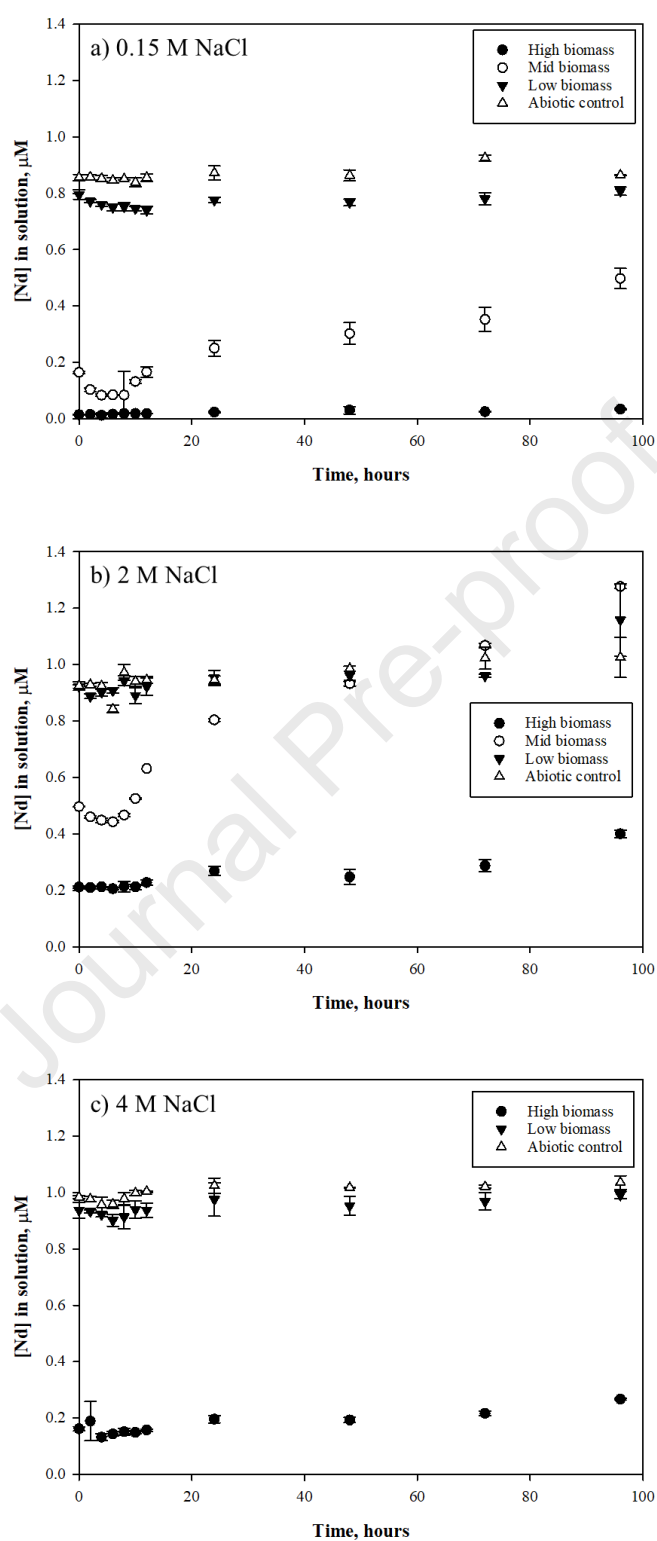 a) 0.15 M NaCl
High biomass
Mid biomass
Low biomass
Abiotic control
1.4
1.2
1.0
0.8
0.6
0.4
0.2
0.0
[Nd] in solution, μM
0 20 40 60 80 100
Time, hours
b) 2 M NaCl
High biomass
Mid biomass
Low biomass
Abiotic control
1.4
1.2
1.0
0.8
0.6
0.4
0.2
0.0
[Nd] in solution, μM
0 20 40 60 80 100
Time, hours
c) 4 M NaCl
High biomass
Low biomass
Abiotic control
1.4
1.2
1.0
0.8
0.6
0.4
0.2
0.0
[Nd] in solution, μM
0 20 40 60 80 100
Time, hours
Journal Pre-proof